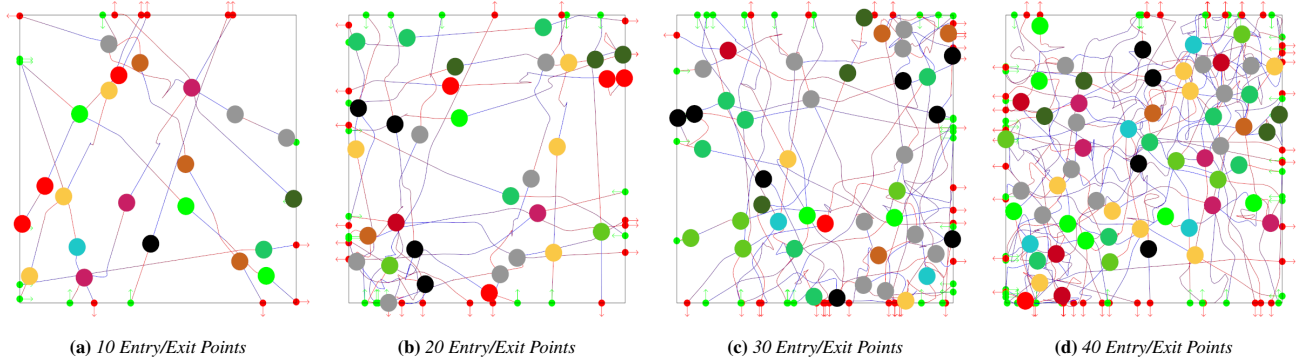 (a) 10 Entry/Exit Points
(b) 20 Entry/Exit Points
(c) 30 Entry/Exit Points
(d) 40 Entry/Exit Points